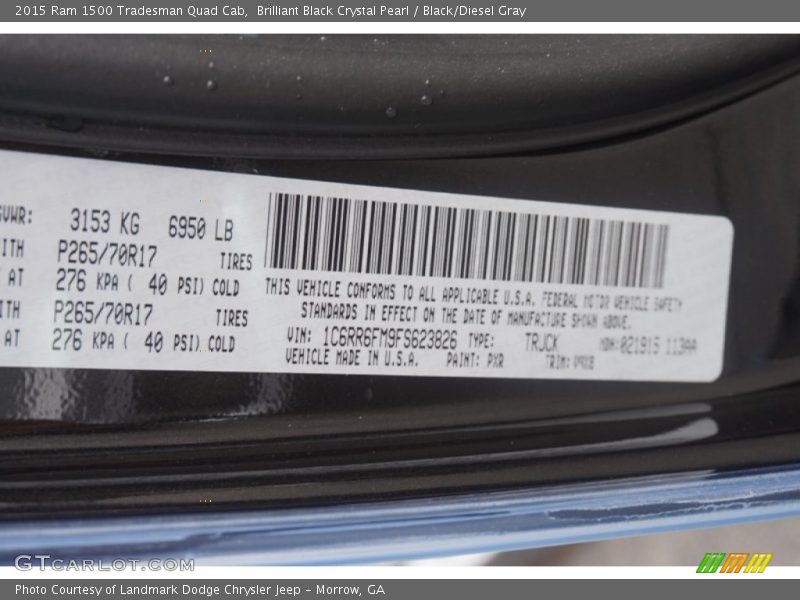 2015 Ram 1500 Tradesman Quad Cab,  Brilliant Black Crystal Pearl / Black/Diesel Gray
GVWR: 3153 KG 6950 LB
ITH P265/70R17 TIRES
AT 276 KPA ( 40 PSI) COLD
ITH P265/70R17 TIRES
AT 276 KPA ( 40 PSI) COLD
THIS VEHICLE CONFORMS TO ALL APPLICABLE U.S.A. FEDERAL MOTOR VEHICLE SAFETY
STANDARDS IN EFFECT ON THE DATE OF MANUFACTURE SHOWN ABOVE.
VIN: 1C6RR6FM9FS623826 TYPE: TRUCK MDH: 021915
VEHICLE MADE IN U.S.A. PAINT: PXR TRIM:
GTCARLOT.COM
Photo Courtesy of Landmark Dodge Chrysler Jeep – Morrow, GA